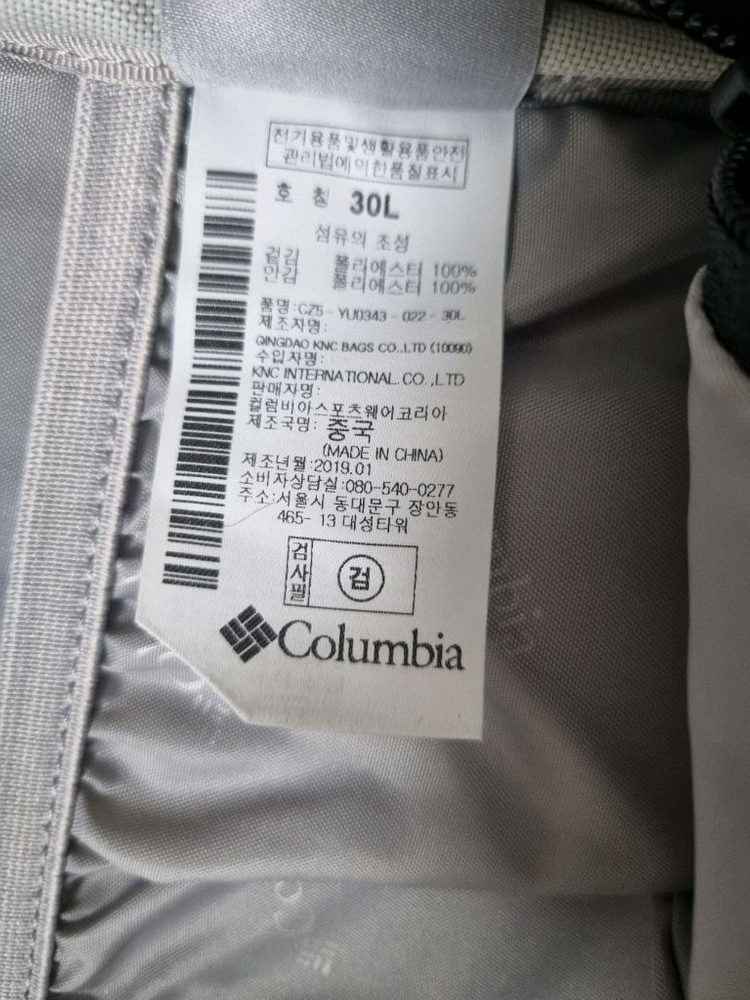 전기용품및생활용품안전
관리법에의한품질표시
호 칭 30L
섬유의 조성
겉감 폴리에스터 100%
안감 폴리에스터 100%
품명:CZ5 - YU0343 - 022 - 30L
제조자명:
QINGDAO KNC BAGS CO.,LTD (10090)
수입자명:
KNC INTERNATIONAL.CO.,LTD
판매자명:
컬럼비아스포츠웨어코리아
제조국명: 중국
(MADE IN CHINA)
제조년월:2019.01
소비자상담실:080-540-0277
주소:서울시 동대문구 장안동
465- 13 대성타워
검사필 검
Columbia